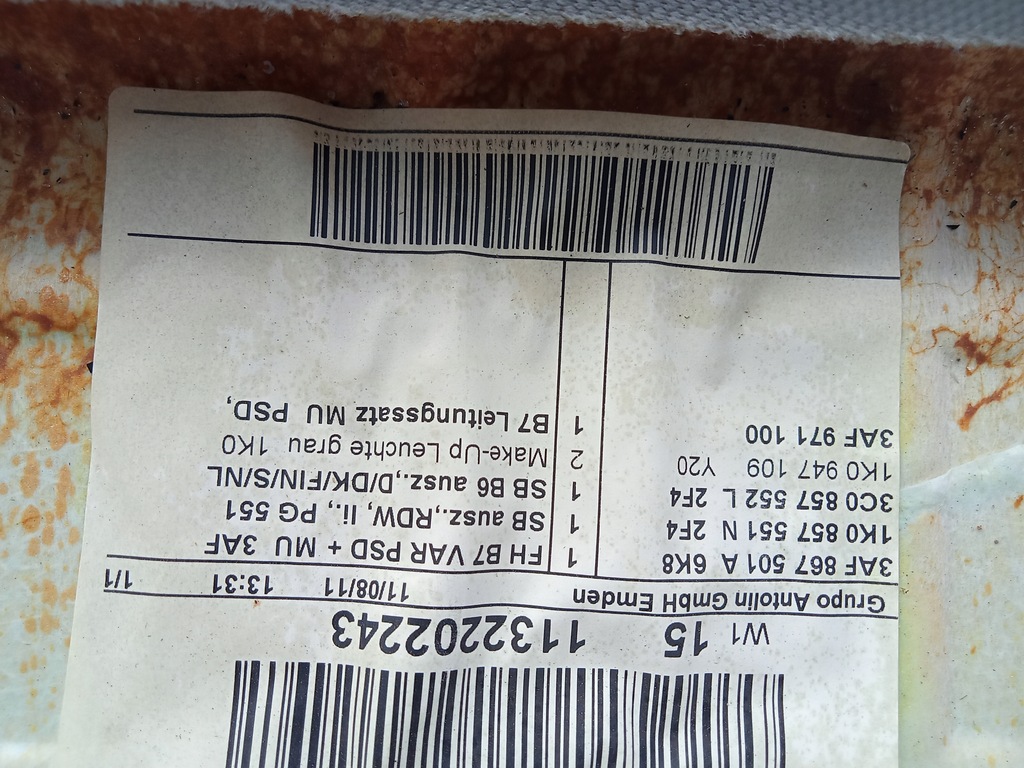 W1 15 1132202243
Grupo Antolin GmbH Emden 11/08/11 13:31 1/1
3AF 867 501 A 6K8 1 FH B7 VAR PSD + MU 3AF
1K0 857 551 N 2F4 1 SB ausz.,RDW, li., PG 551
3C0 857 552 L 2F4 1 SB B6 ausz.,D/DK/FIN/S/NL
1K0 947 109 Y20 2 Make-Up Leuchte grau 1K0
3AF 971 100 1 B7 Leitungssatz MU PSD,